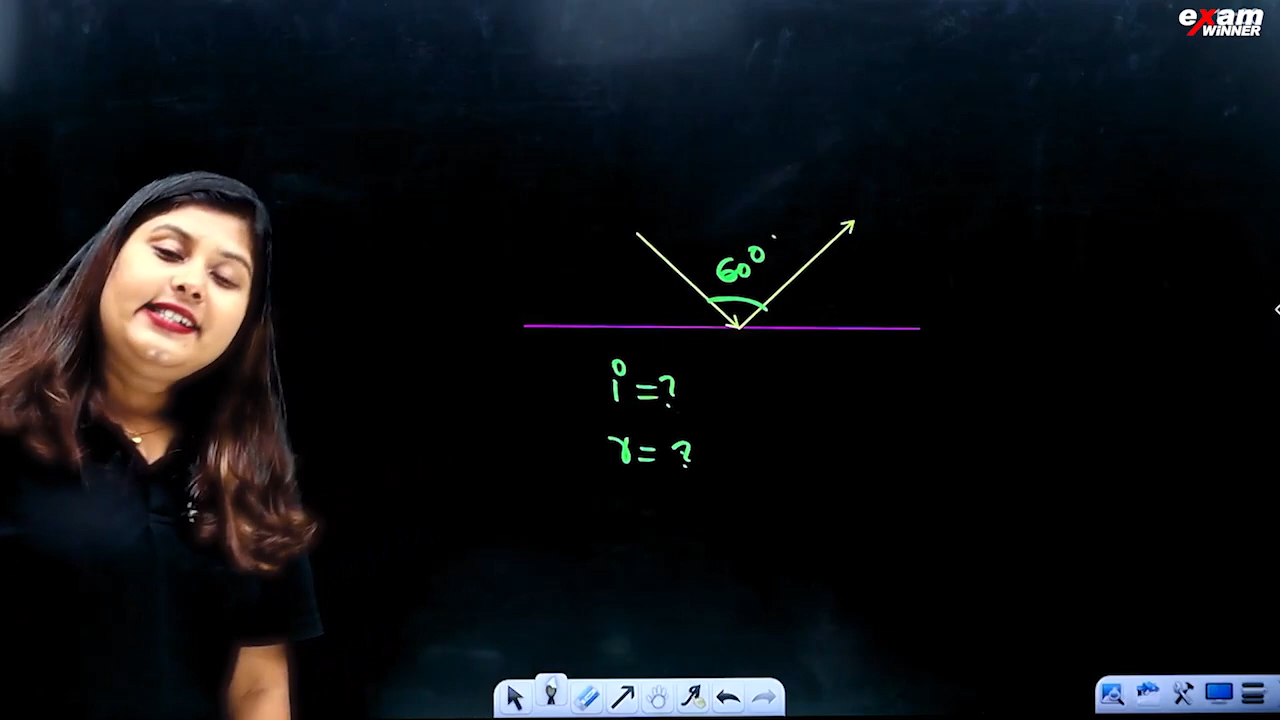 exam
WINNER
60°
i = ?
r = ?